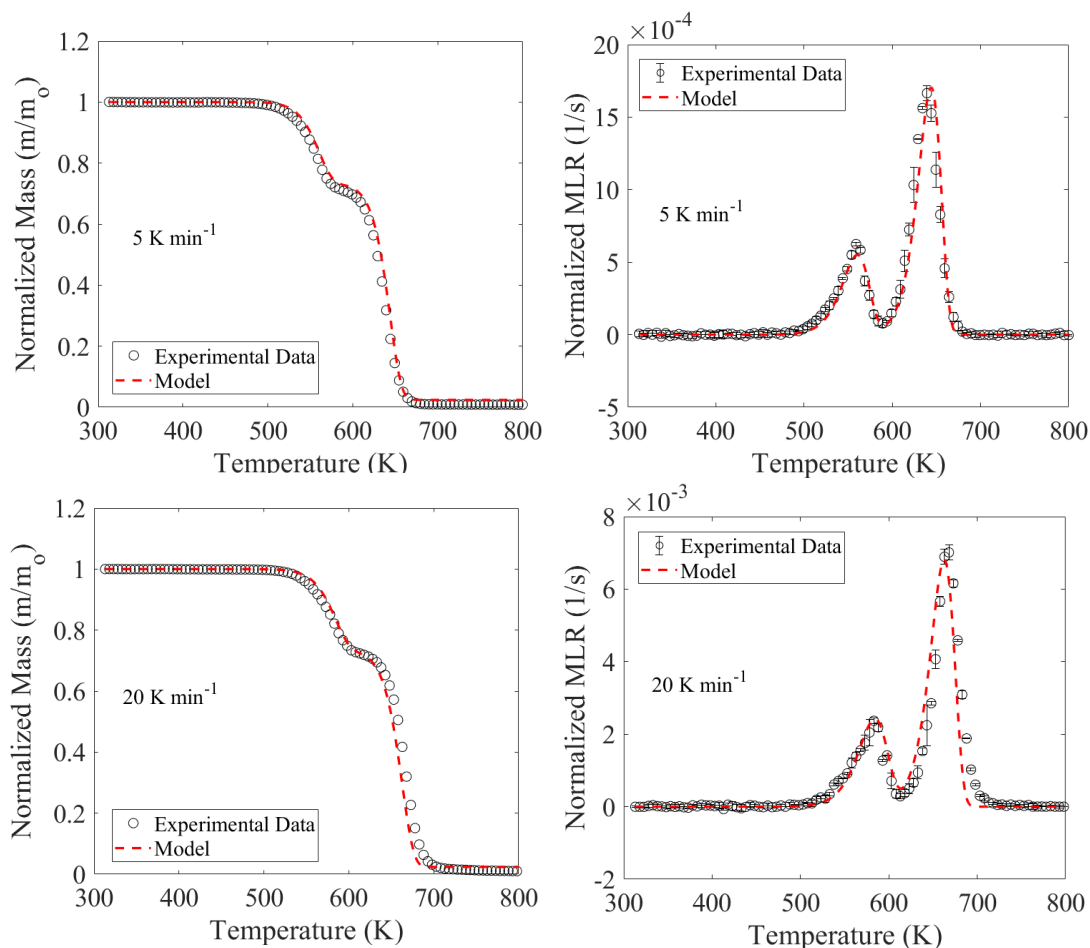 1.2
1
0.8
0.6
0.4
0.2
0
Normalized Mass (m/mo)
5 K min-1
Experimental Data
Model
300 400 500 600 700 800
Temperature (K)
×10-4
20
15
10
5
0
-5
Normalized MLR (1/s)
Experimental Data
Model
5 K min-1
300 400 500 600 700 800
Temperature (K)
1.2
1
0.8
0.6
0.4
0.2
0
Normalized Mass (m/mo)
20 K min-1
Experimental Data
Model
300 400 500 600 700 800
Temperature (K)
×10-3
8
6
4
2
0
-2
Normalized MLR (1/s)
Experimental Data
Model
20 K min-1
300 400 500 600 700 800
Temperature (K)